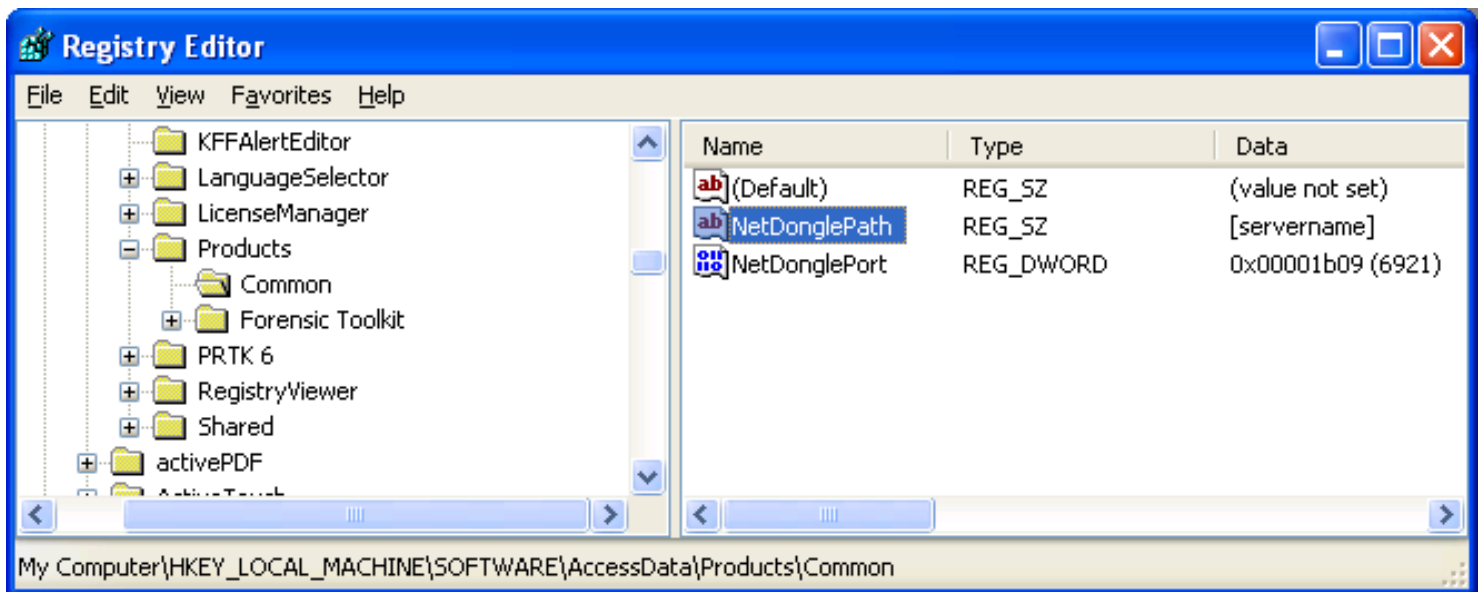 Registry Editor
File Edit View Favorites Help
KFFAlertEditor
LanguageSelector
LicenseManager
Products
Common
Forensic Toolkit
PRTK 6
RegistryViewer
Shared
activePDF
ActiveTouch
Name Type Data
(Default) REG_SZ (value not set)
NetDonglePath REG_SZ [servername]
NetDonglePort REG_DWORD 0x00001b09 (6921)
My Computer\HKEY_LOCAL_MACHINE\SOFTWARE\AccessData\Products\Common